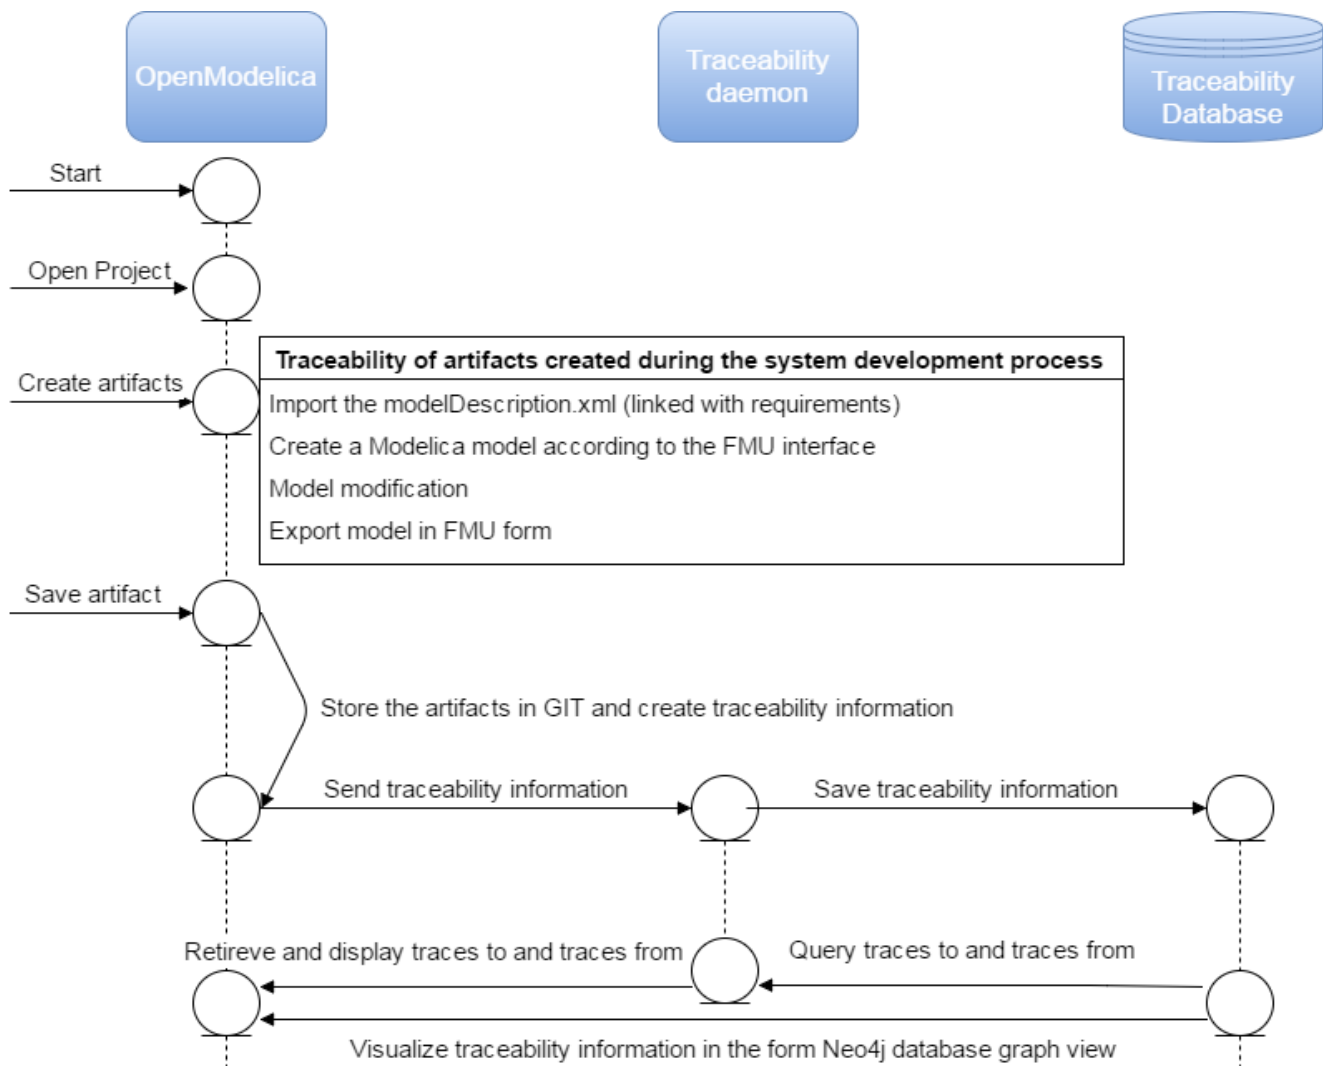 OpenModelica
Traceability
daemon
Traceability
Database
Start
Open Project
Create artifacts
Traceability of artifacts created during the system development process
Import the modelDescription.xml (linked with requirements)
Create a Modelica model according to the FMU interface
Model modification
Export model in FMU form
Save artifact
Store the artifacts in GIT and create traceability information
Send traceability information
Save traceability information
Retireve and display traces to and traces from
Query traces to and traces from
Visualize traceability information in the form Neo4j database graph view